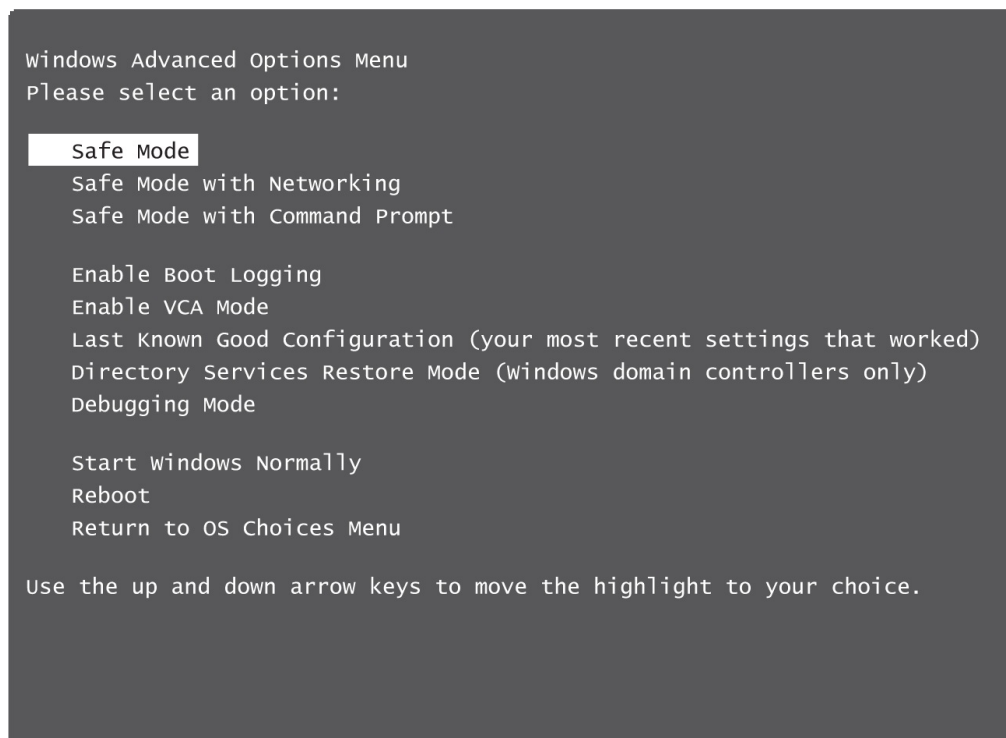 Windows Advanced Options Menu
Please select an option:
Safe Mode
Safe Mode with Networking
Safe Mode with Command Prompt
Enable Boot Logging
Enable VCA Mode
Last Known Good Configuration (your most recent settings that worked)
Directory Services Restore Mode (Windows domain controllers only)
Debugging Mode
Start Windows Normally
Reboot
Return to OS Choices Menu
Use the up and down arrow keys to move the highlight to your choice.